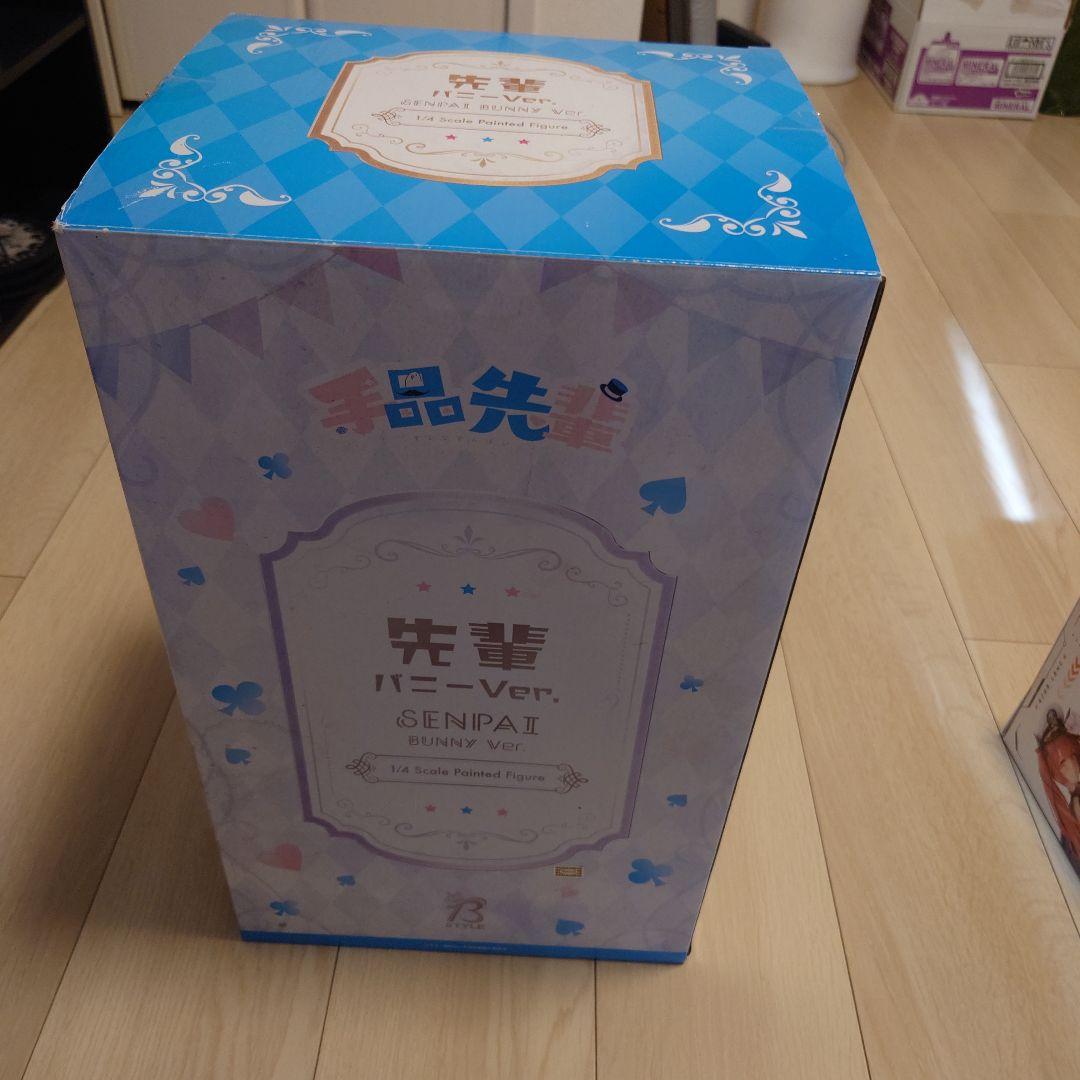 先輩
バニーVer.
SENPAI BUNNY Ver.
1/4 Scale Painted Figure
手品先輩
先輩
バニーVer.
SENPAI
BUNNY Ver.
1/4 Scale Painted Figure
B
STYLE
MINERAL